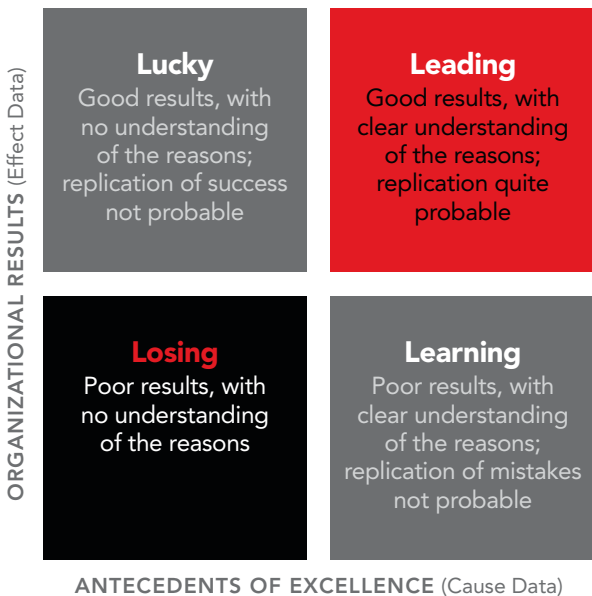 ORGANIZATIONAL RESULTS (Effect Data)
Lucky
Good results, with
no understanding
of the reasons;
replication of success
not probable
Leading
Good results, with
clear understanding
of the reasons;
replication quite
probable
Losing
Poor results, with
no understanding
of the reasons
Learning
Poor results, with
clear understanding
of the reasons;
replication of mistakes
not probable
ANTECEDENTS OF EXCELLENCE (Cause Data)